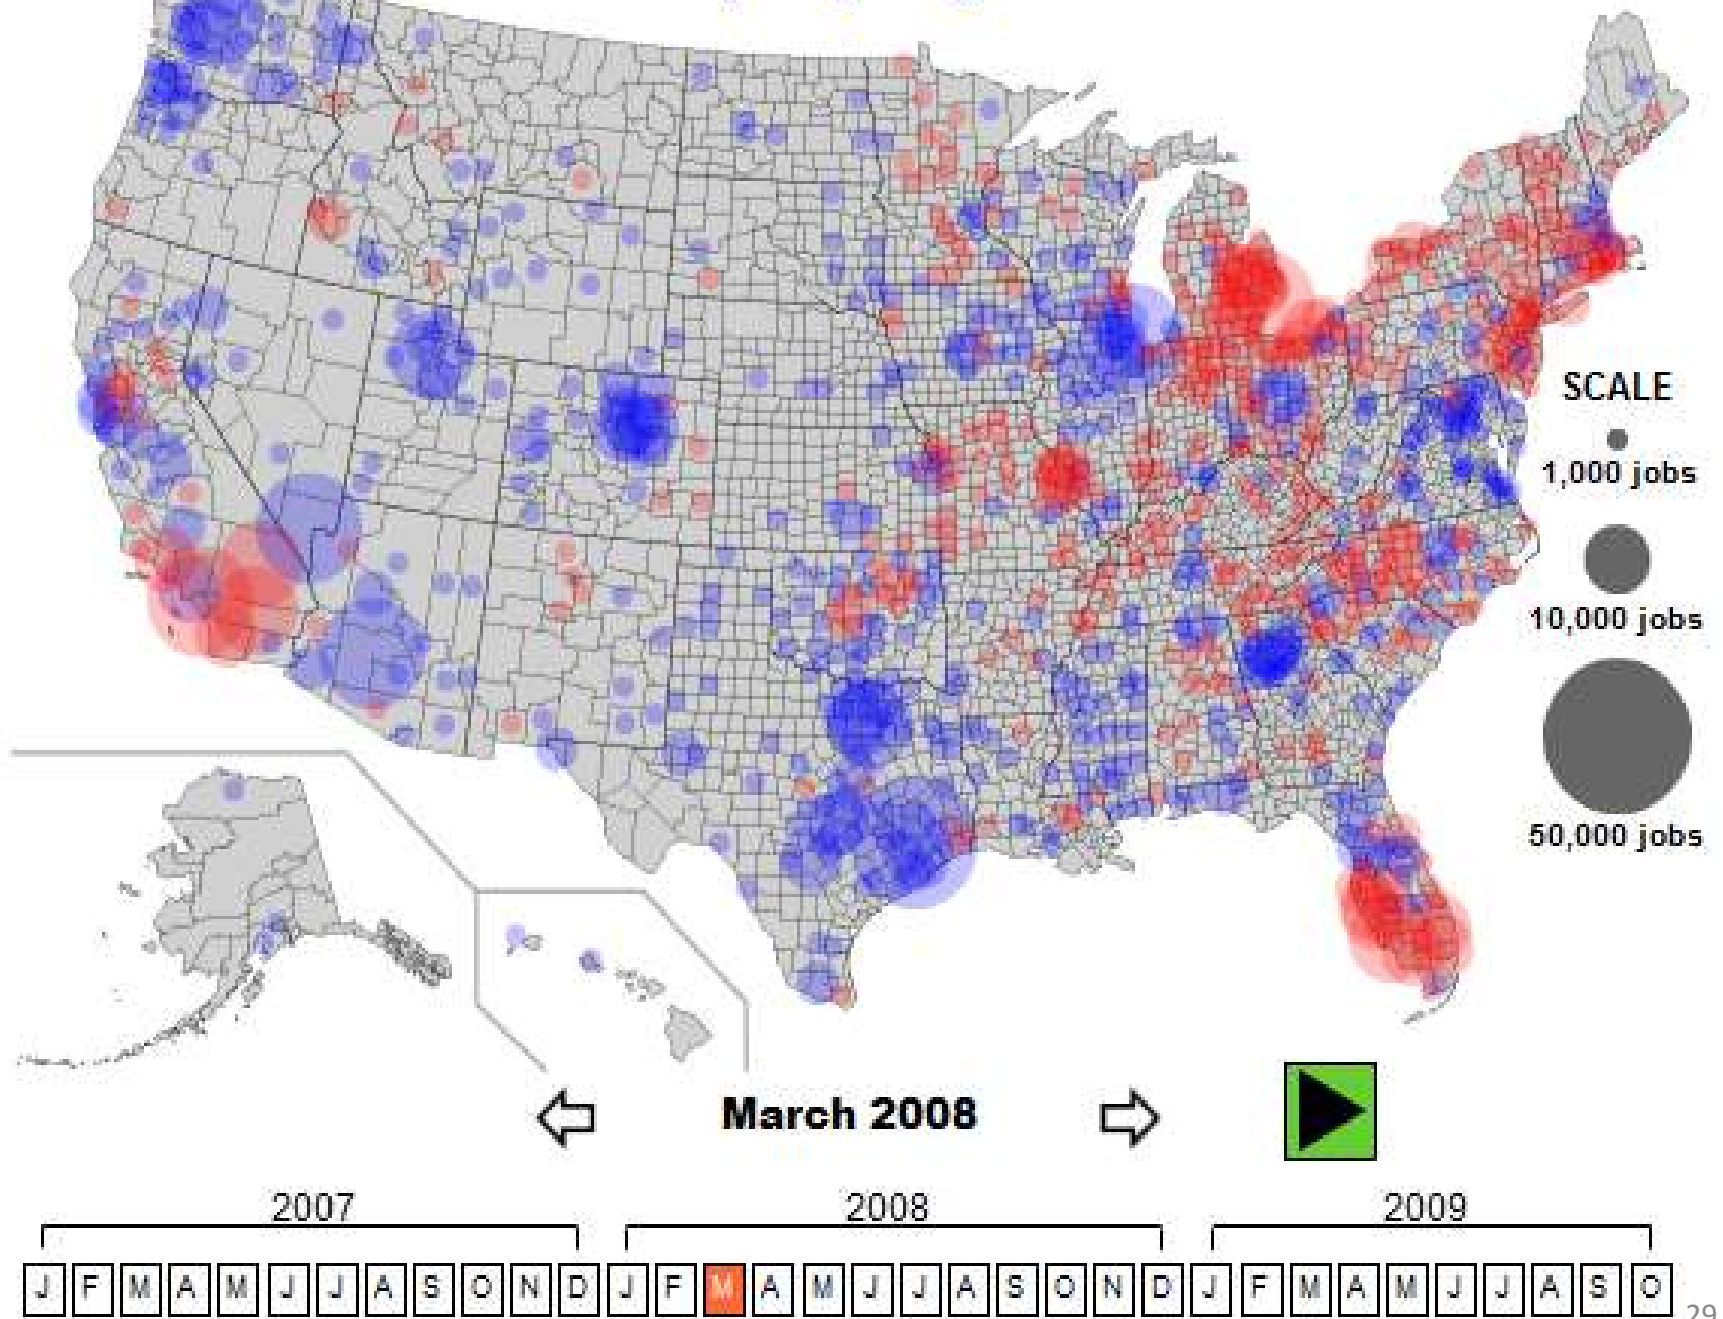 SCALE
1,000 jobs
10,000 jobs
50,000 jobs
March 2008
2007 2008 2009
J F M A M J J A S O N D J F M A M J J A S O N D J F M A M J J A S O
29